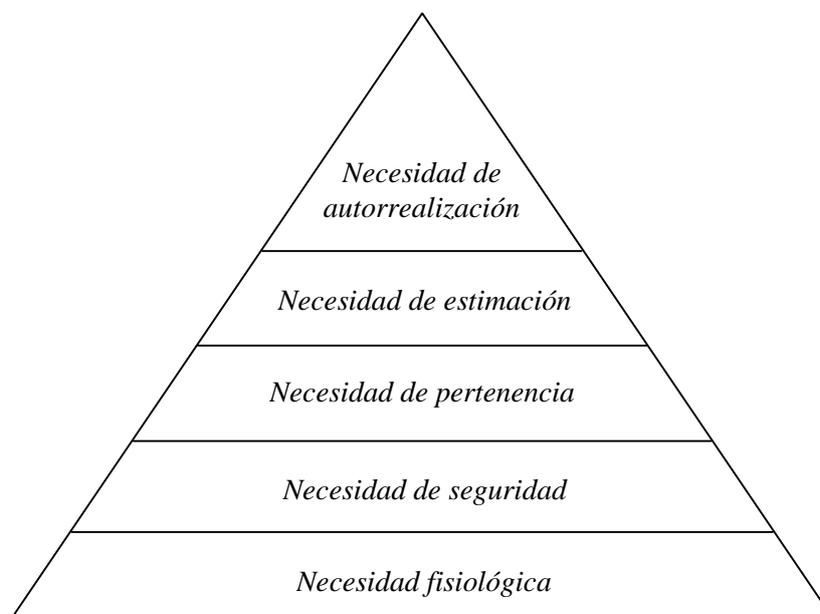 Necesidad de
autorrealización
Necesidad de estimación
Necesidad de pertenencia
Necesidad de seguridad
Necesidad fisiológica